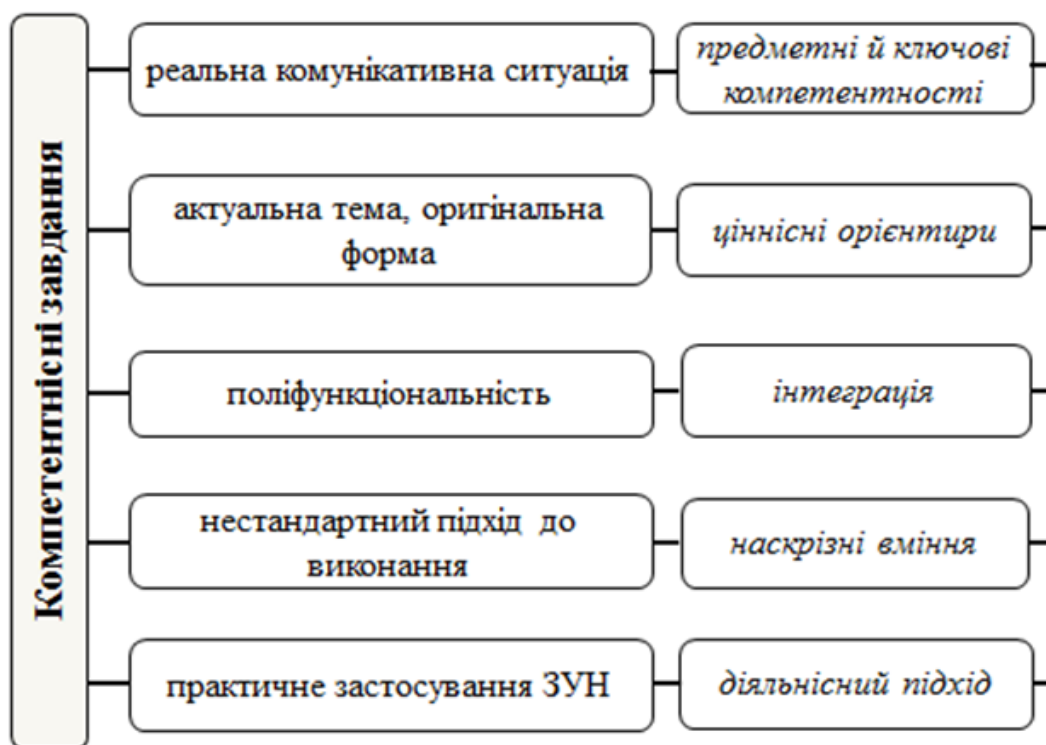 Компетентнісні завдання
реальна комунікативна ситуація
предметні й ключові
компетентності
актуальна тема, оригінальна
форма
ціннісні орієнтири
поліфункціональність
інтеграція
нестандартний підхід до
виконання
наскрізні вміння
практичне застосування ЗУН
діяльнісний підхід